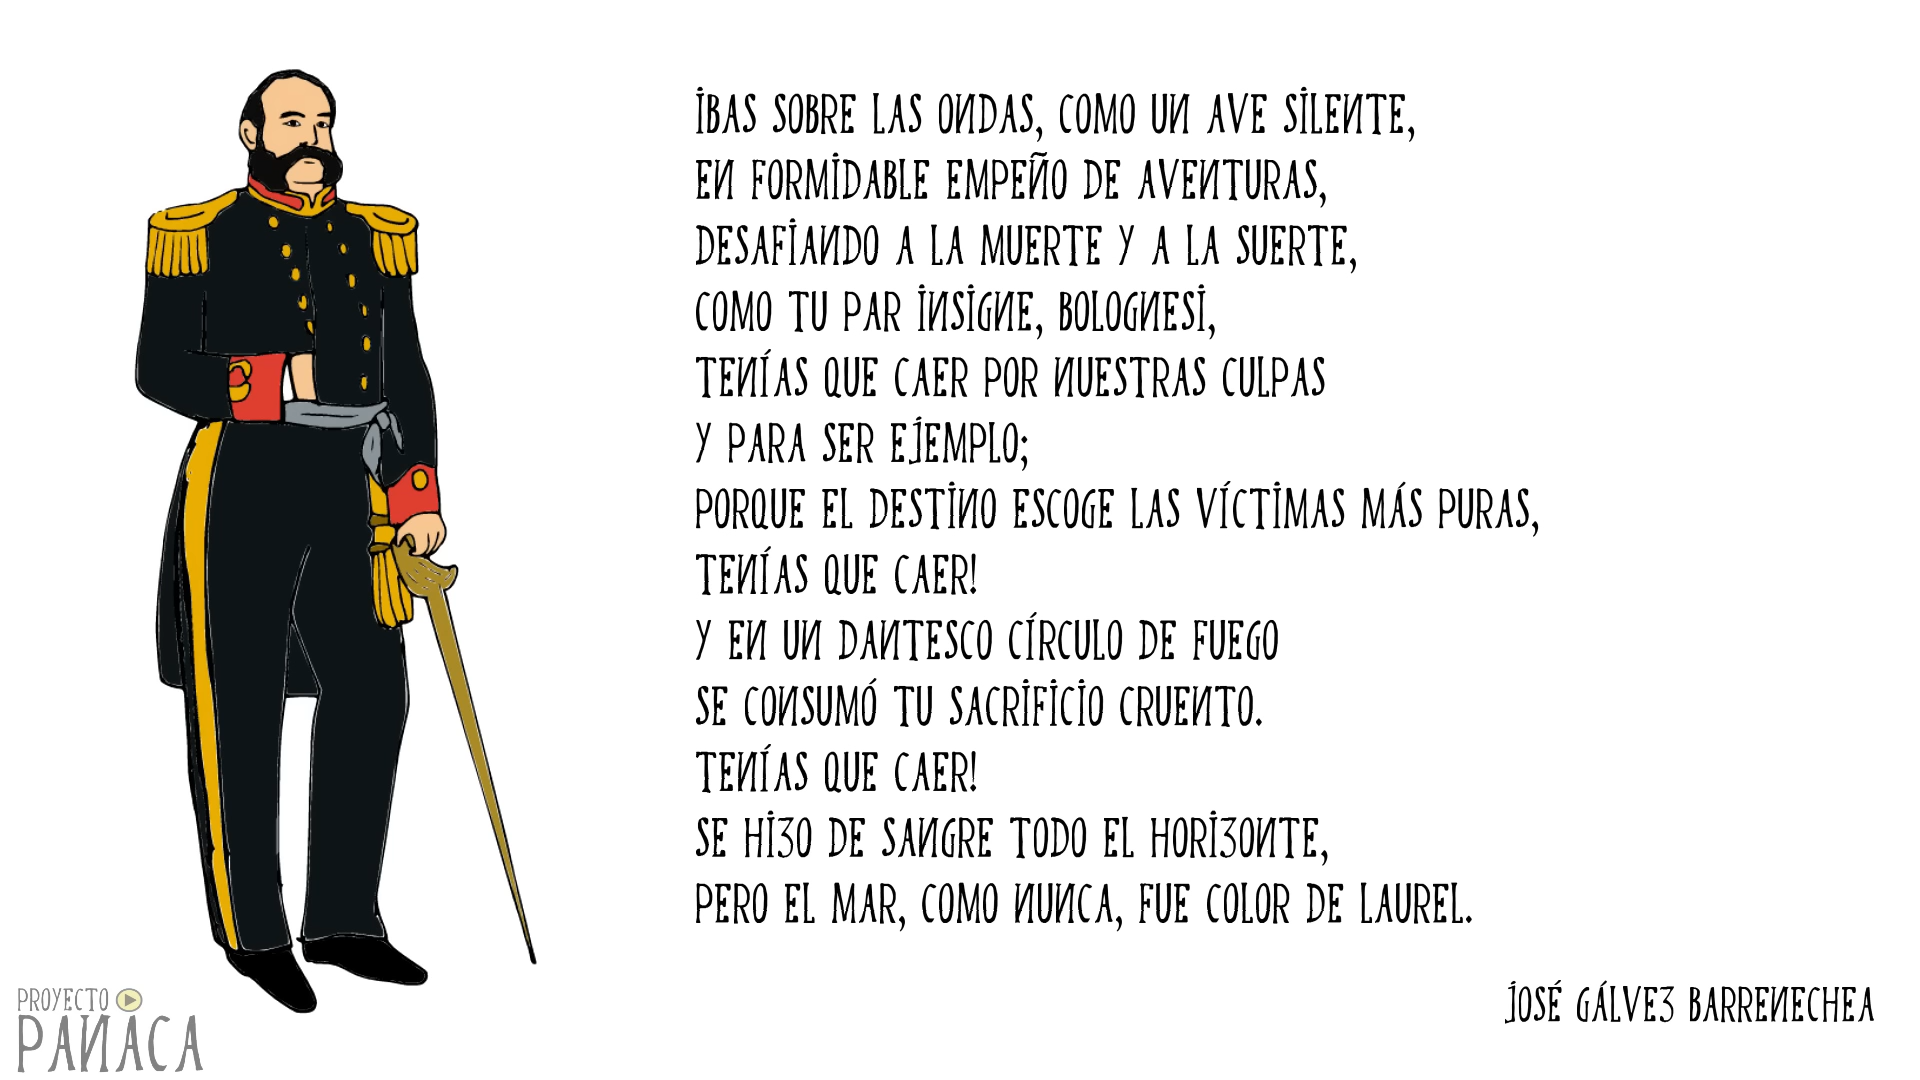 IBAS SOBRE LAS ONDAS, COMO UN AVE SILENTE,
EN FORMIDABLE EMPEÑO DE AVENTURAS,
DESAFIANDO A LA MUERTE Y A LA SUERTE,
COMO TU PAR INSIGNE, BOLOGNESI,
TENÍAS QUE CAER POR NUESTRAS CULPAS
Y PARA SER EJEMPLO;
PORQUE EL DESTINO ESCOGE LAS VÍCTIMAS MÁS PURAS,
TENÍAS QUE CAER!
Y EN UN DANTESCO CÍRCULO DE FUEGO
SE CONSUMÓ TU SACRIFICIO CRUENTO.
TENÍAS QUE CAER!
SE HIZO DE SANGRE TODO EL HORIZONTE,
PERO EL MAR, COMO NUNCA, FUE COLOR DE LAUREL.
JOSÉ GÁLVEZ BARRENECHEA
PROYECTO
PANACA